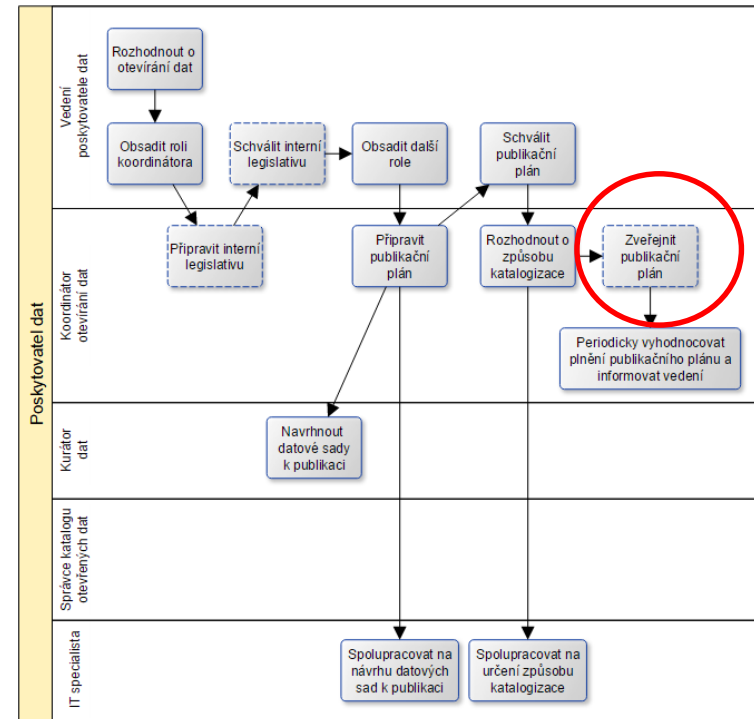 Poskytovatel dat
Vedení
poskytovatele dat
Rozhodnout o
otevírání dat
Obsadit roli
koordinátora
Schválit interní
legislativu
Obsadit další
role
Schválit
publikační
plán
Koordinátor
otevírání dat
Připravit interní
legislativu
Připravit
publikační
plán
Rozhodnout o
způsobu
katalogizace
Zveřejnit
publikační
plán
Periodicky vyhodnocovat
plnění publikačního plánu a
informovat vedení
Kurátor
dat
Navrhnout
datové sady
k publikaci
Správce katalogu
otevřených dat
IT specialista
Spolupracovat na
návrhu datových
sad k publikaci
Spolupracovat na
určení způsobu
katalogizace